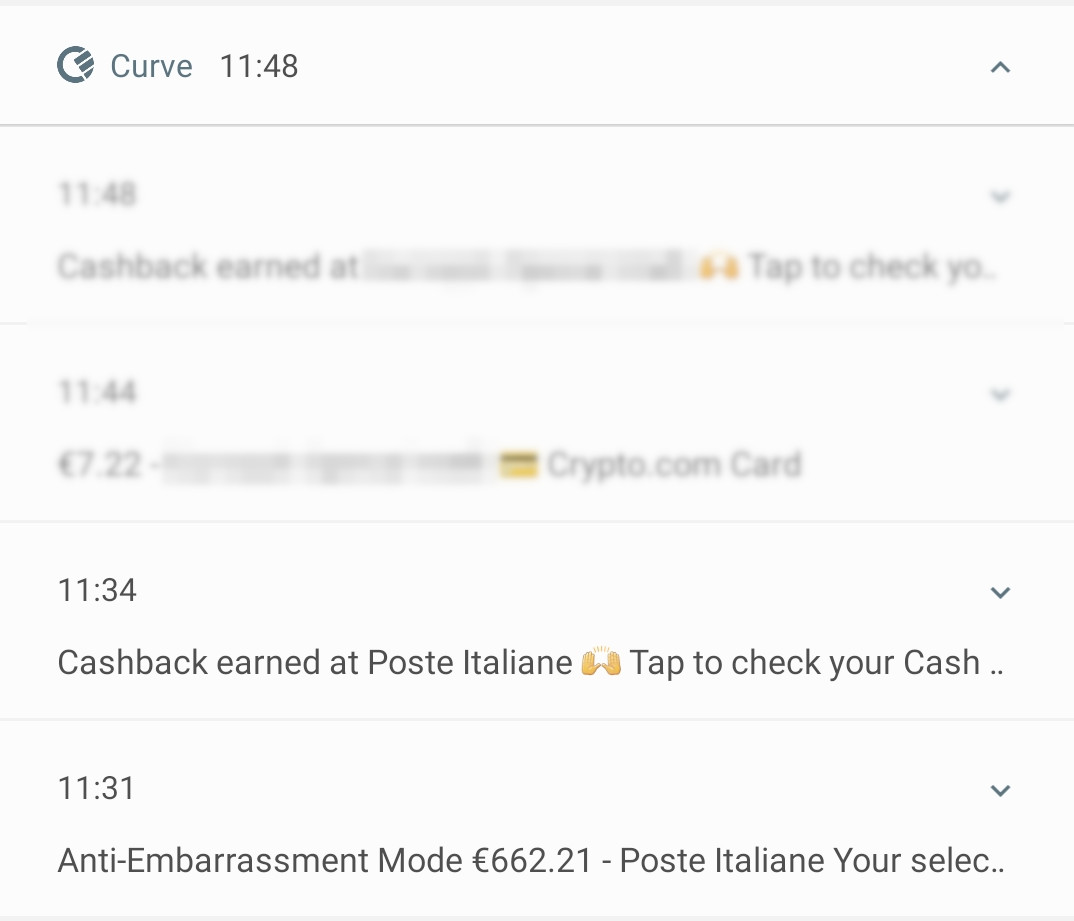 Curve 11:48
11:48
Cashback earned at 🙌 Tap to check yo..
11:44
€7.22 - 💳 Crypto.com Card
11:34
Cashback earned at Poste Italiane 🙌 Tap to check your Cash ..
11:31
Anti-Embarrassment Mode €662.21 - Poste Italiane Your selec..